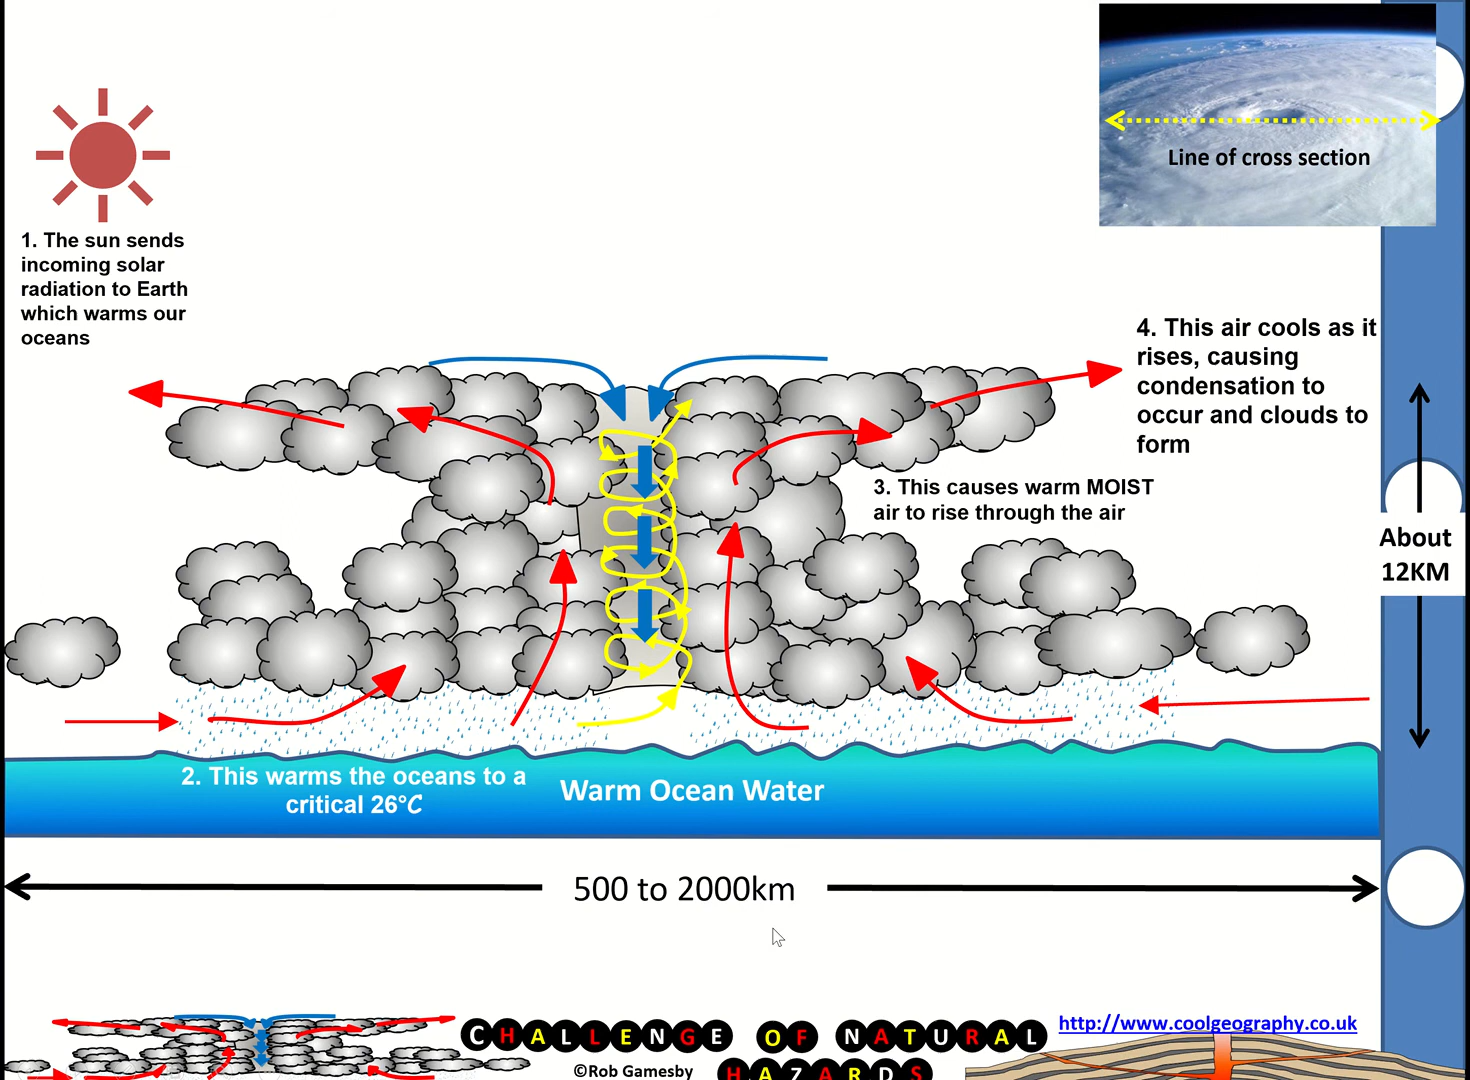 Line of cross section
1. The sun sends
incoming solar
radiation to Earth
which warms our
oceans
4. This air cools as it
rises, causing
condensation to
occur and clouds to
form
3. This causes warm MOIST
air to rise through the air
About
12KM
2. This warms the oceans to a
critical 26°C
Warm Ocean Water
500 to 2000km
CHALLENGE OF NATURAL
HAZARDS
©Rob Gamesby
http://www.coolgeography.co.uk